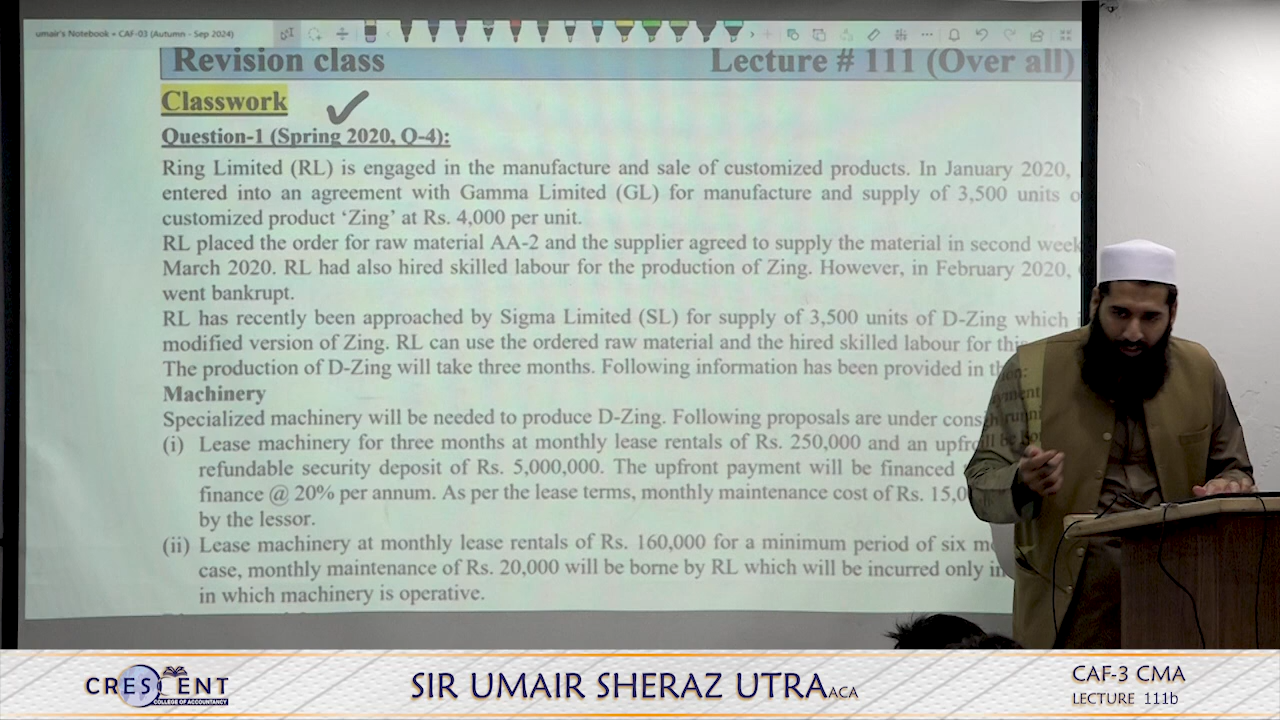 umair's Notebook • CAF-03 (Autumn - Sep 2024)
Revision class Lecture # 111 (Over all)
Classwork
Question-1 (Spring 2020, Q-4):
Ring Limited (RL) is engaged in the manufacture and sale of customized products. In January 2020,
entered into an agreement with Gamma Limited (GL) for manufacture and supply of 3,500 units
customized product ‘Zing’ at Rs. 4,000 per unit.
RL placed the order for raw material AA-2 and the supplier agreed to supply the material in second week
March 2020. RL had also hired skilled labour for the production of Zing. However, in February 2020,
went bankrupt.
RL has recently been approached by Sigma Limited (SL) for supply of 3,500 units of D-Zing which
modified version of Zing. RL can use the ordered raw material and the hired skilled labour for
The production of D-Zing will take three months. Following information has been provided in
Machinery
Specialized machinery will be needed to produce D-Zing. Following proposals are under
(i) Lease machinery for three months at monthly lease rentals of Rs. 250,000 and an
refundable security deposit of Rs. 5,000,000. The upfront payment will be financed
finance @ 20% per annum. As per the lease terms, monthly maintenance cost of Rs.
by the lessor.
(ii) Lease machinery at monthly lease rentals of Rs. 160,000 for a minimum period of six
case, monthly maintenance of Rs. 20,000 will be borne by RL which will be incurred only
in which machinery is operative.
CRESCENT
COLLEGE OF ACCOUNTANCY
SIR UMAIR SHERAZ UTRA ACA
CAF-3 CMA
LECTURE 111b